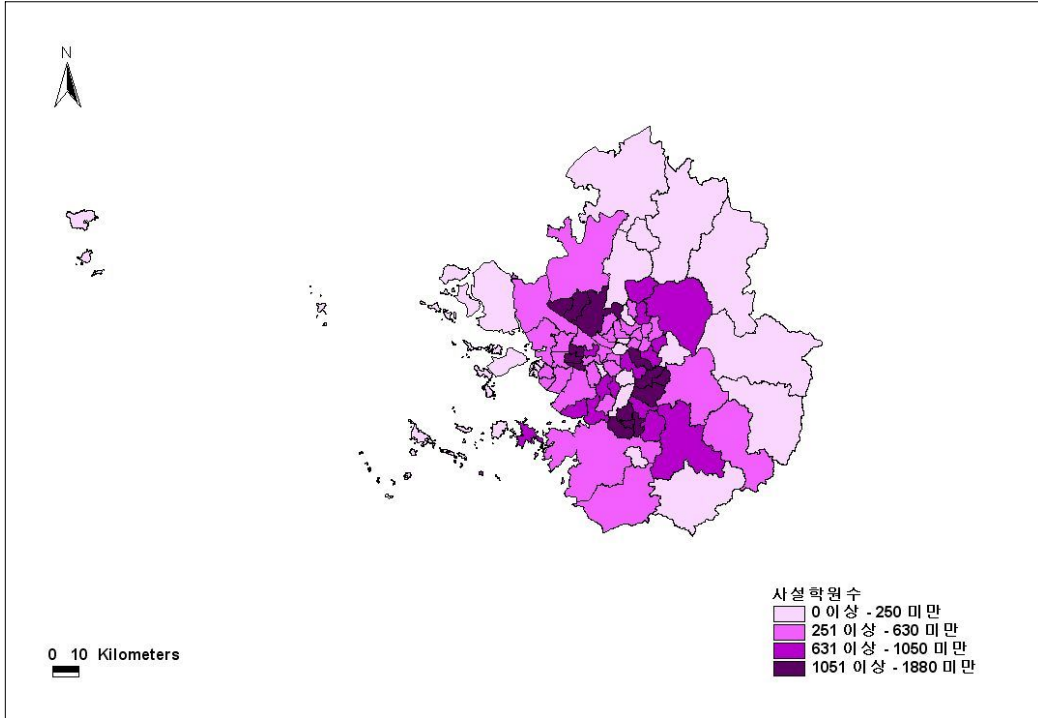 N
사설학원수
0 이상 - 250 미만
251 이상 - 630 미만
631 이상 - 1050 미만
1051 이상 - 1880 미만
0 10 Kilometers